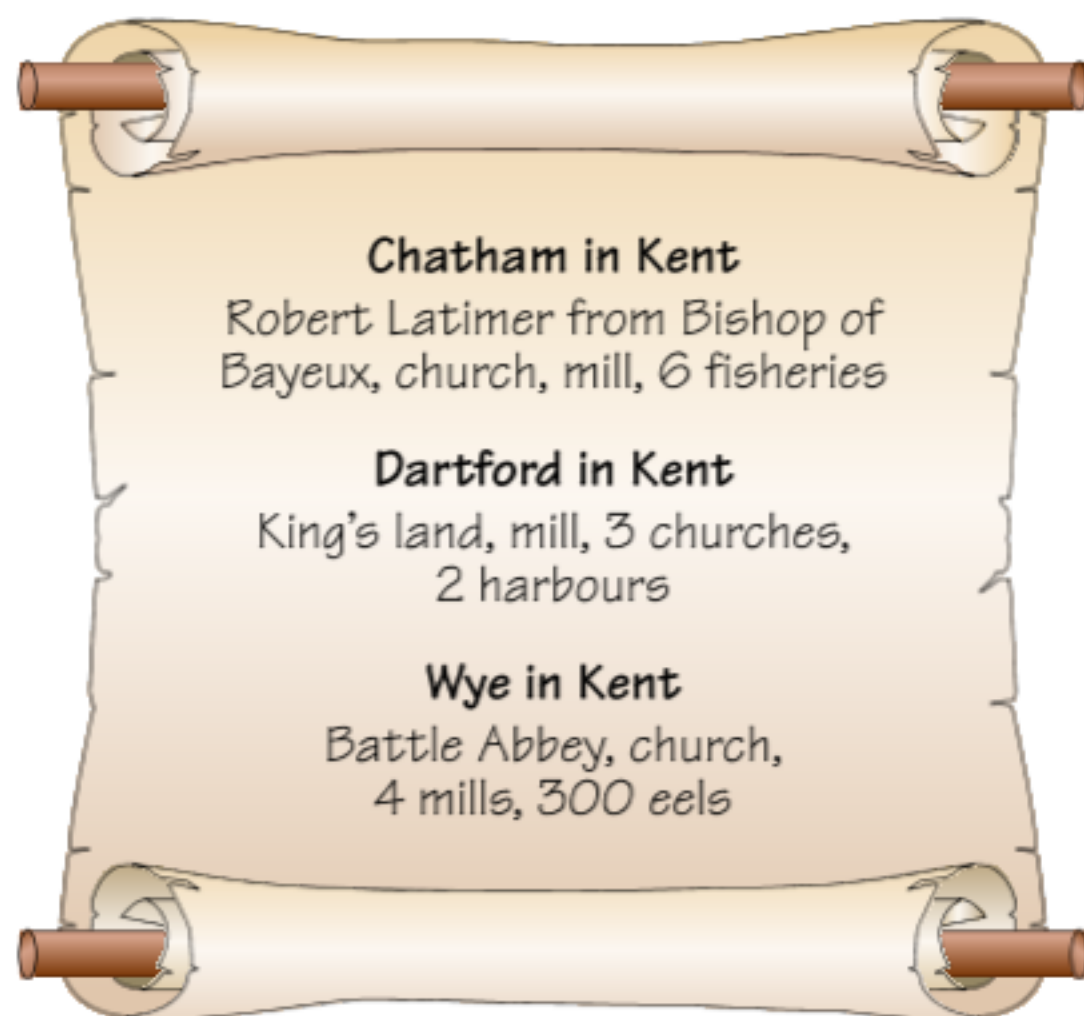 Chatham in Kent
Robert Latimer from Bishop of
Bayeux, church, mill, 6 fisheries
Dartford in Kent
King's land, mill, 3 churches,
2 harbours
Wye in Kent
Battle Abbey, church,
4 mills, 300 eels